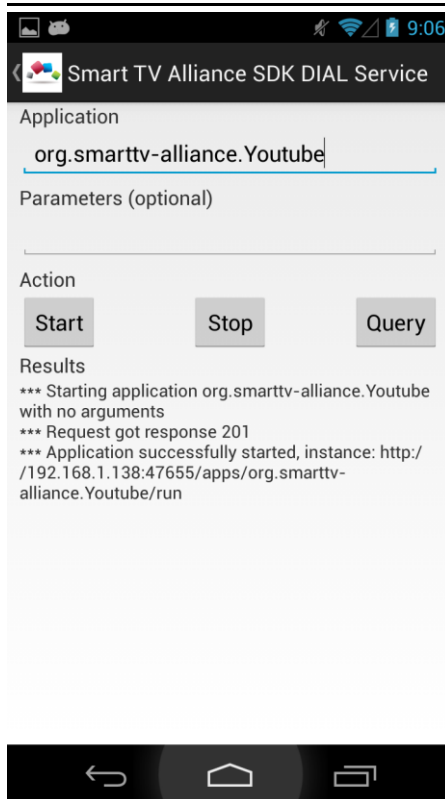 9:06
Smart TV Alliance SDK DIAL Service
Application
org.smarttv-alliance.Youtube
Parameters (optional)
Action
Start Stop Query
Results
*** Starting application org.smarttv-alliance.Youtube
with no arguments
*** Request got response 201
*** Application successfully started, instance: http:/
/192.168.1.138:47655/apps/org.smarttv-
alliance.Youtube/run